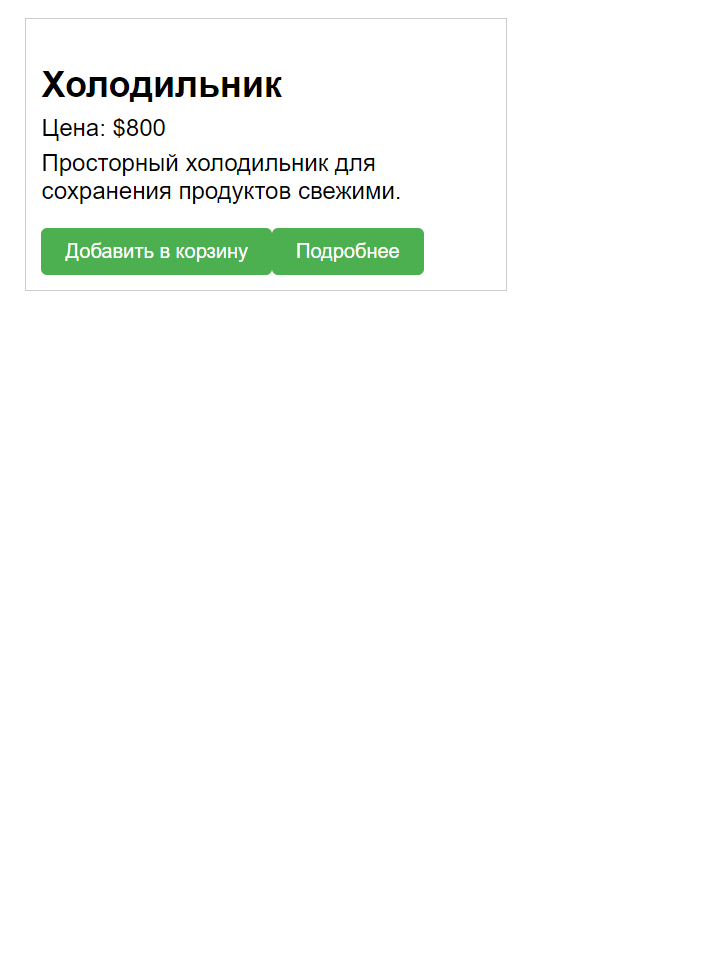 Холодильник
Цена: $800
Просторный холодильник для
сохранения продуктов свежими.
Добавить в корзину
Подробнее